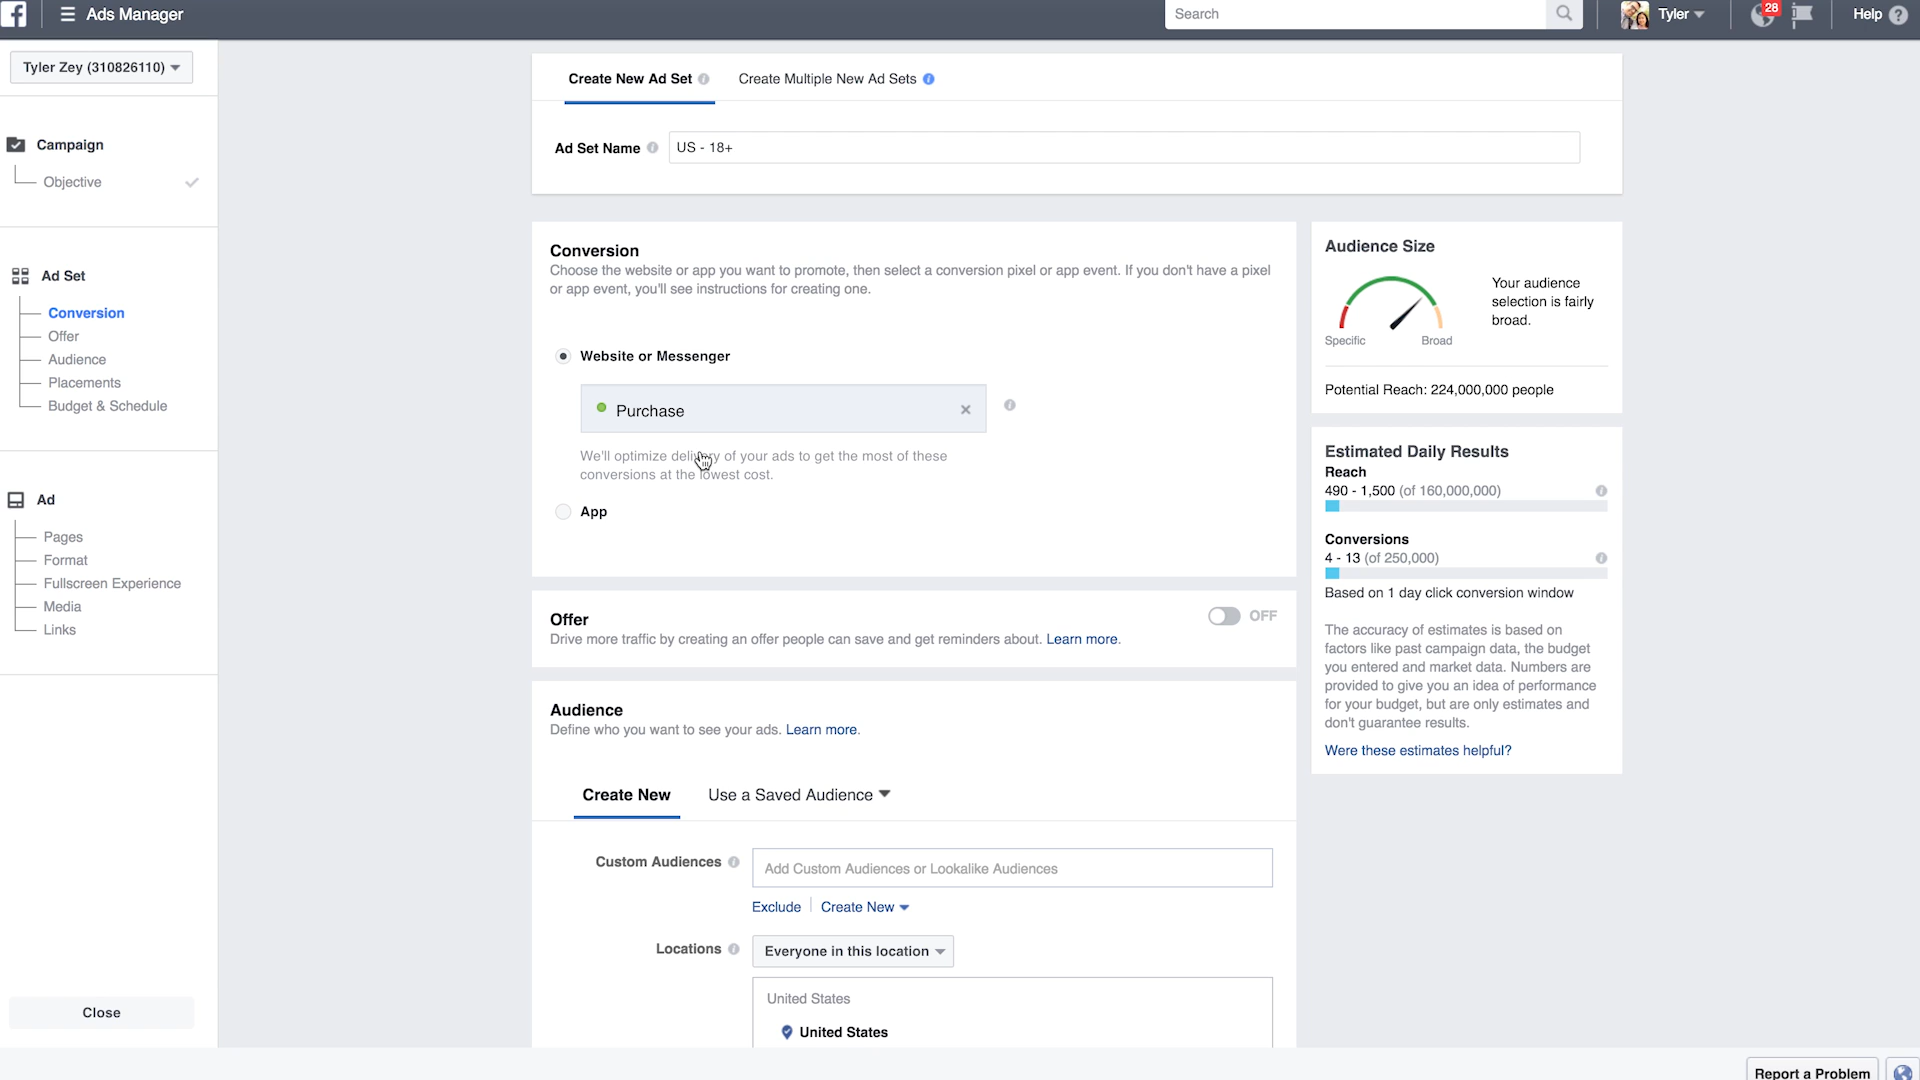 Ads Manager
Search
Tyler
28
Help
Tyler Zey (310826110)
Campaign
Objective
Ad Set
Conversion
Offer
Audience
Placements
Budget & Schedule
Ad
Pages
Format
Fullscreen Experience
Media
Links
Close
Create New Ad Set
Create Multiple New Ad Sets
Ad Set Name
US - 18+
Conversion
Choose the website or app you want to promote, then select a conversion pixel or app event. If you don't have a pixel
or app event, you'll see instructions for creating one.
Website or Messenger
Purchase
We'll optimize delivery of your ads to get the most of these
conversions at the lowest cost.
App
Offer
OFF
Drive more traffic by creating an offer people can save and get reminders about. Learn more.
Audience
Define who you want to see your ads. Learn more.
Create New
Use a Saved Audience
Custom Audiences
Add Custom Audiences or Lookalike Audiences
Exclude
Create New
Locations
Everyone in this location
United States
United States
Audience Size
Your audience
selection is fairly
broad.
Specific
Broad
Potential Reach: 224,000,000 people
Estimated Daily Results
Reach
490 - 1,500 (of 160,000,000)
Conversions
4 - 13 (of 250,000)
Based on 1 day click conversion window
The accuracy of estimates is based on
factors like past campaign data, the budget
you entered and market data. Numbers are
provided to give you an idea of performance
for your budget, but are only estimates and
don't guarantee results.
Were these estimates helpful?
Report a Problem